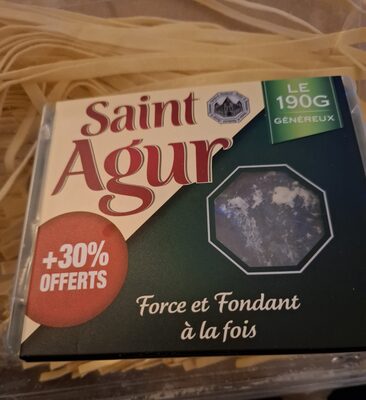 Saint
Agur
LE
190G
GÉNÉREUX
+30%
OFFERTS
Force et Fondant
à la fois